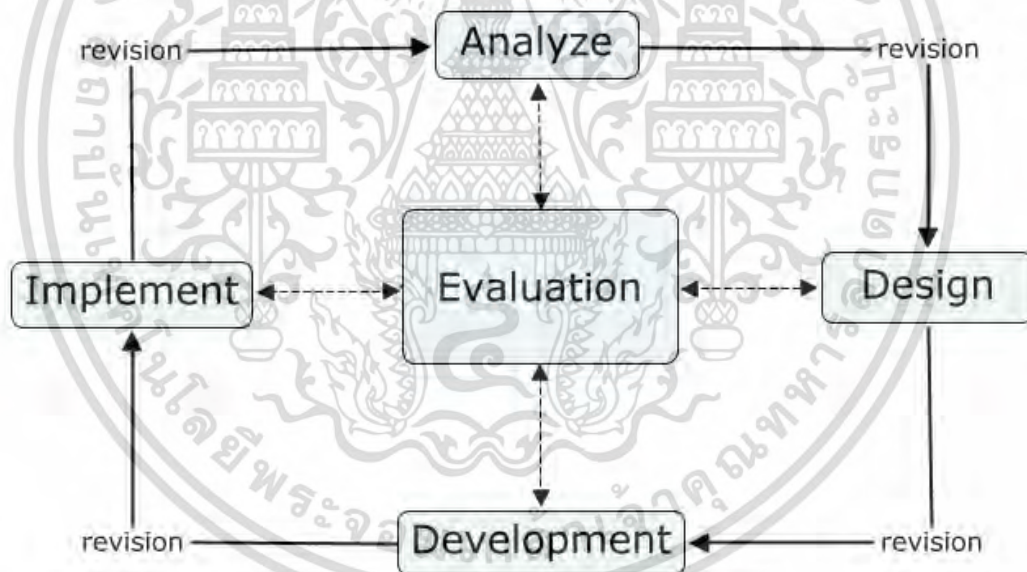 revision
Analyze
revision
Implement
Evaluation
Design
revision
Development
revision